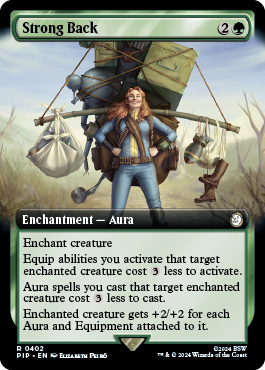 Strong Back 2
Enchantment — Aura
Enchant creature
Equip abilities you activate that target
enchanted creature cost 3 less to activate.
Aura spells you cast that target enchanted
creature cost 3 less to cast.
Enchanted creature gets +2/+2 for each
Aura and Equipment attached to it.
R 0402
PIP • EN Elizabeth Peiró
©2024 BSW
™ & © 2024 Wizards of the Coast